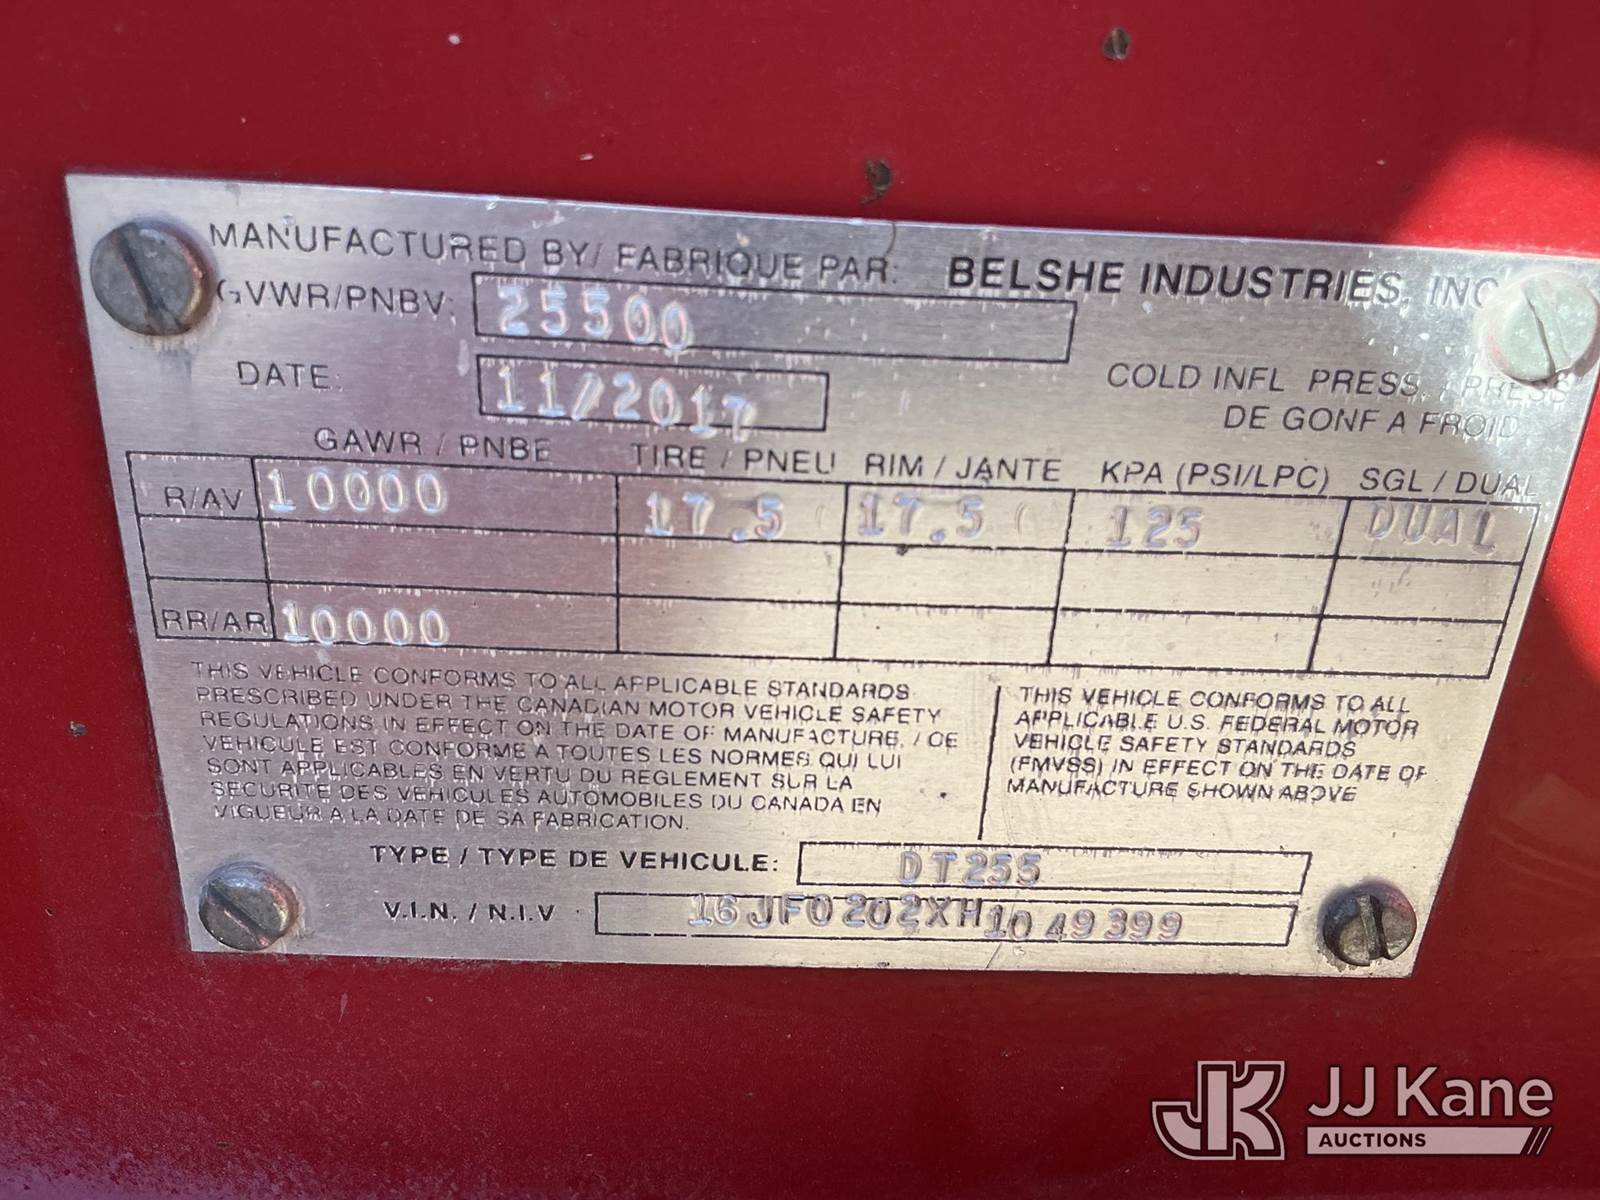 MANUFACTURED BY/ FABRIQUE PAR: BELSHE INDUSTRIES, INC
GVWR/PNBV: 25500
DATE: 11/2017
COLD INFL PRESS. / PRESS
DE GONF A FROID
GAWR / PNBE TIRE / PNEU RIM / JANTE KPA (PSI/LPC) SGL / DUAL
R/AV 10000 17.5 ( 17.5 ( 125 DUAL
RR/AR 10000
THIS VEHICLE CONFORMS TO ALL APPLICABLE STANDARDS
PRESCRIBED UNDER THE CANADIAN MOTOR VEHICLE SAFETY
REGULATIONS IN EFFECT ON THE DATE OF MANUFACTURE. / CE
VEHICULE EST CONFORME A TOUTES LES NORMES QUI LUI
SONT APPLICABLES EN VERTU DU REGLEMENT SUR LA
SECURITE DES VEHICULES AUTOMOBILES DU CANADA EN
VIGUEUR A LA DATE DE SA FABRICATION.
THIS VEHICLE CONFORMS TO ALL
APPLICABLE U.S. FEDERAL MOTOR
VEHICLE SAFETY STANDARDS
(FMVSS) IN EFFECT ON THE DATE OF
MANUFACTURE SHOWN ABOVE
TYPE / TYPE DE VEHICULE: DT255
V.I.N. / N.I.V 16JF0202XH1049399
JK JJ Kane
AUCTIONS